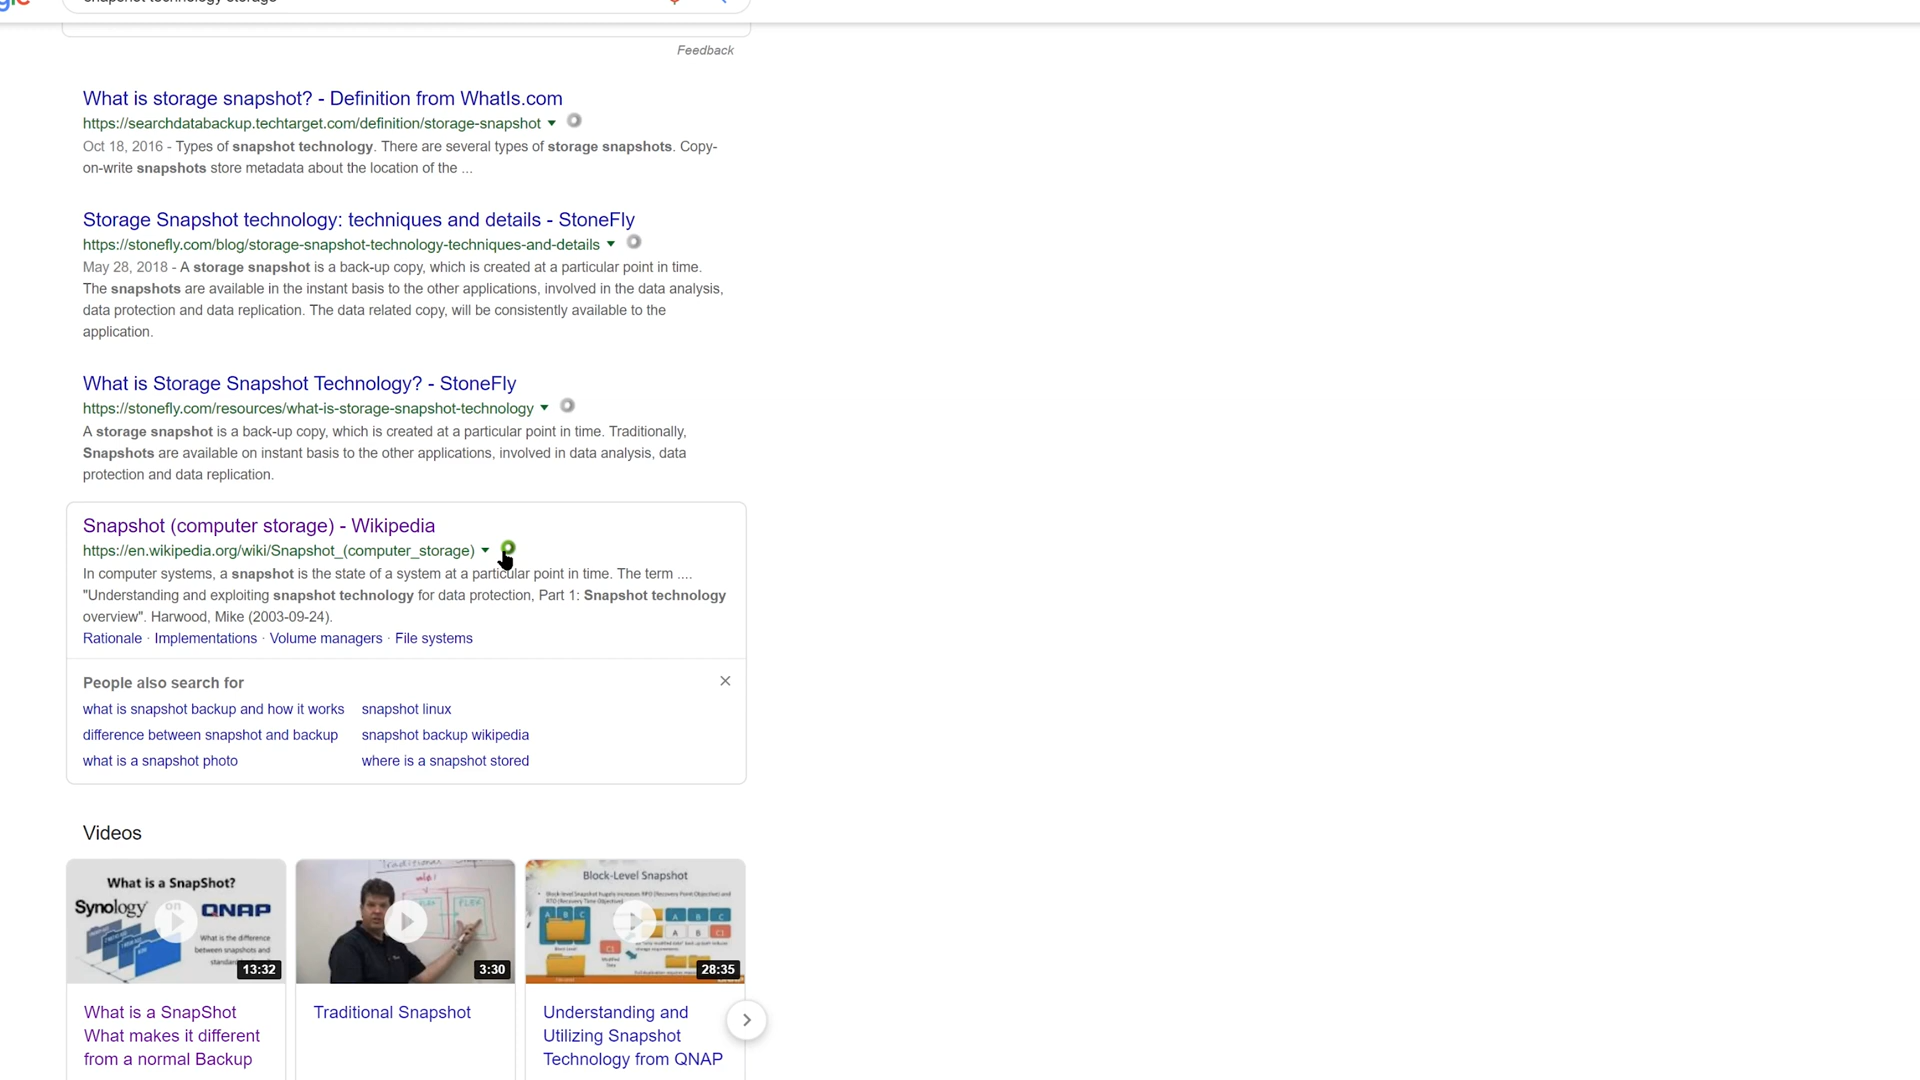 snapshot technology storage
Feedback
What is storage snapshot? - Definition from WhatIs.com
https://searchdatabackup.techtarget.com/definition/storage-snapshot
Oct 18, 2016 - Types of snapshot technology. There are several types of storage snapshots. Copy-
on-write snapshots store metadata about the location of the ...
Storage Snapshot technology: techniques and details - StoneFly
https://stonefly.com/blog/storage-snapshot-technology-techniques-and-details
May 28, 2018 - A storage snapshot is a back-up copy, which is created at a particular point in time.
The snapshots are available in the instant basis to the other applications, involved in the data analysis,
data protection and data replication. The data related copy, will be consistently available to the
application.
What is Storage Snapshot Technology? - StoneFly
https://stonefly.com/resources/what-is-storage-snapshot-technology
A storage snapshot is a back-up copy, which is created at a particular point in time. Traditionally,
Snapshots are available on instant basis to the other applications, involved in data analysis, data
protection and data replication.
Snapshot (computer storage) - Wikipedia
https://en.wikipedia.org/wiki/Snapshot_(computer_storage)
In computer systems, a snapshot is the state of a system at a particular point in time. The term ....
"Understanding and exploiting snapshot technology for data protection, Part 1: Snapshot technology
overview". Harwood, Mike (2003-09-24).
Rationale · Implementations · Volume managers · File systems
People also search for
what is snapshot backup and how it works snapshot linux
difference between snapshot and backup snapshot backup wikipedia
what is a snapshot photo where is a snapshot stored
Videos
What is a SnapShot?
Synology on QNAP
What is the difference
between snapshots and
13:32
Traditional
3:30
Block-Level Snapshot
A B C
A B C1
C1
28:35
What is a SnapShot
What makes it different
from a normal Backup
Traditional Snapshot
Understanding and
Utilizing Snapshot
Technology from QNAP